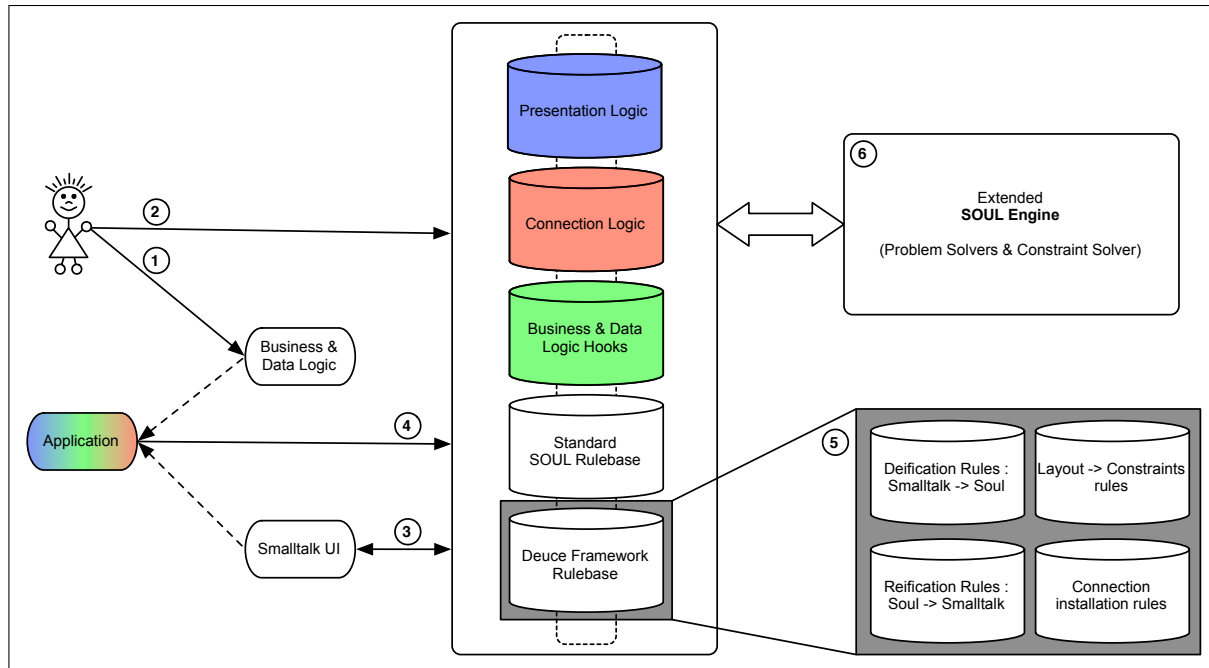 Presentation Logic
6
Extended
SOUL Engine
(Problem Solvers & Constraint Solver)
2
Connection Logic
1
Business & Data
Logic Hooks
Business &
Data Logic
Application
4
Standard
SOUL Rulebase
5
Deification Rules :
Smalltalk -> Soul
Layout -> Constraints
rules
Smalltalk UI
3
Deuce Framework
Rulebase
Reification Rules :
Soul -> Smalltalk
Connection
installation rules